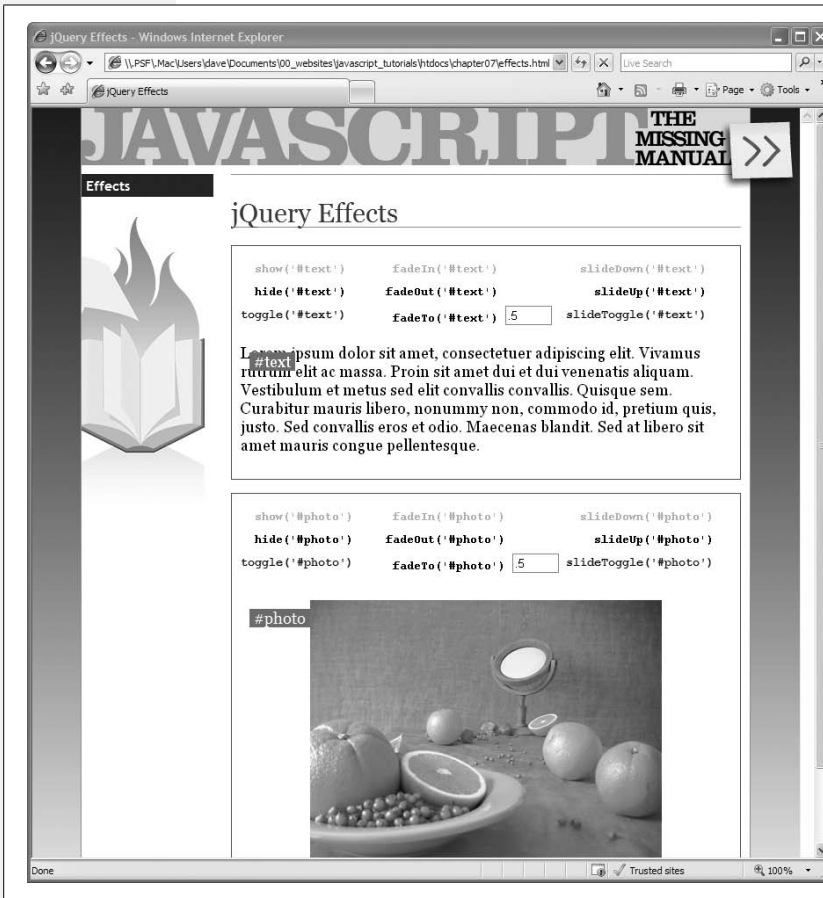 jQuery Effects - Windows Internet Explorer
\\.PSF\.Mac\Users\dave\Documents\00_websites\javascript_tutorials\htdocs\chapter07\effects.html
Live Search
jQuery Effects
Page
Tools
JAVASCRIPT
THE
MISSING
MANUAL
Effects
jQuery Effects
show('#text') fadeIn('#text') slideDown('#text')
hide('#text') fadeOut('#text') slideUp('#text')
toggle('#text') fadeTo('#text') .5 slideToggle('#text')
#text
Lorem ipsum dolor sit amet, consectetuer adipiscing elit. Vivamus
rutrum elit ac massa. Proin sit amet dui et dui venenatis aliquam.
Vestibulum et metus sed elit convallis convallis. Quisque sem.
Curabitur mauris libero, nonummy non, commodo id, pretium quis,
justo. Sed convallis eros et odio. Maecenas blandit. Sed at libero sit
amet mauris congue pellentesque.
show('#photo') fadeIn('#photo') slideDown('#photo')
hide('#photo') fadeOut('#photo') slideUp('#photo')
toggle('#photo') fadeTo('#photo') .5 slideToggle('#photo')
#photo
Done
Trusted sites
100%